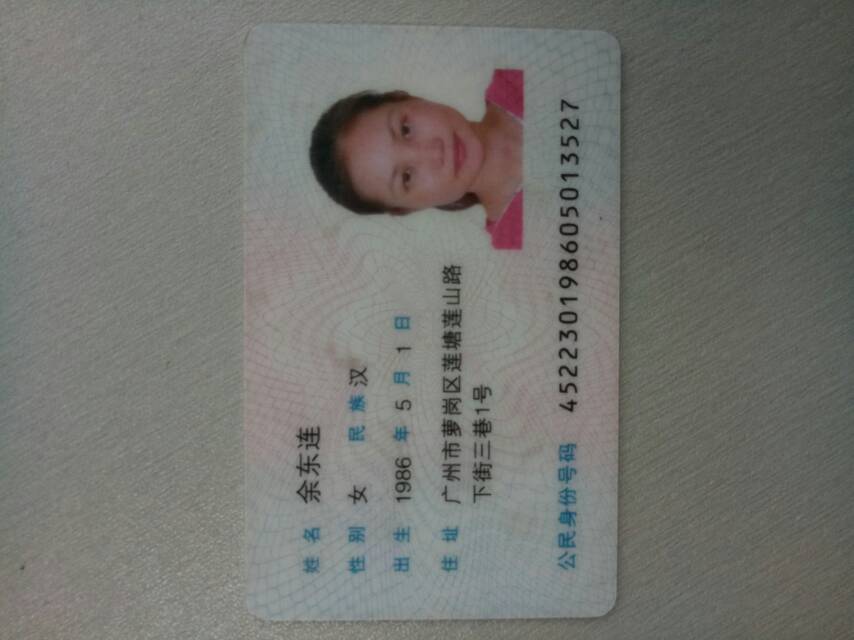 姓名 余东连
性别 女 民族 汉
出生 1986 年 5 月 1 日
住址 广州市萝岗区莲塘莲山路
下街三巷1号
公民身份号码 452230198605013527